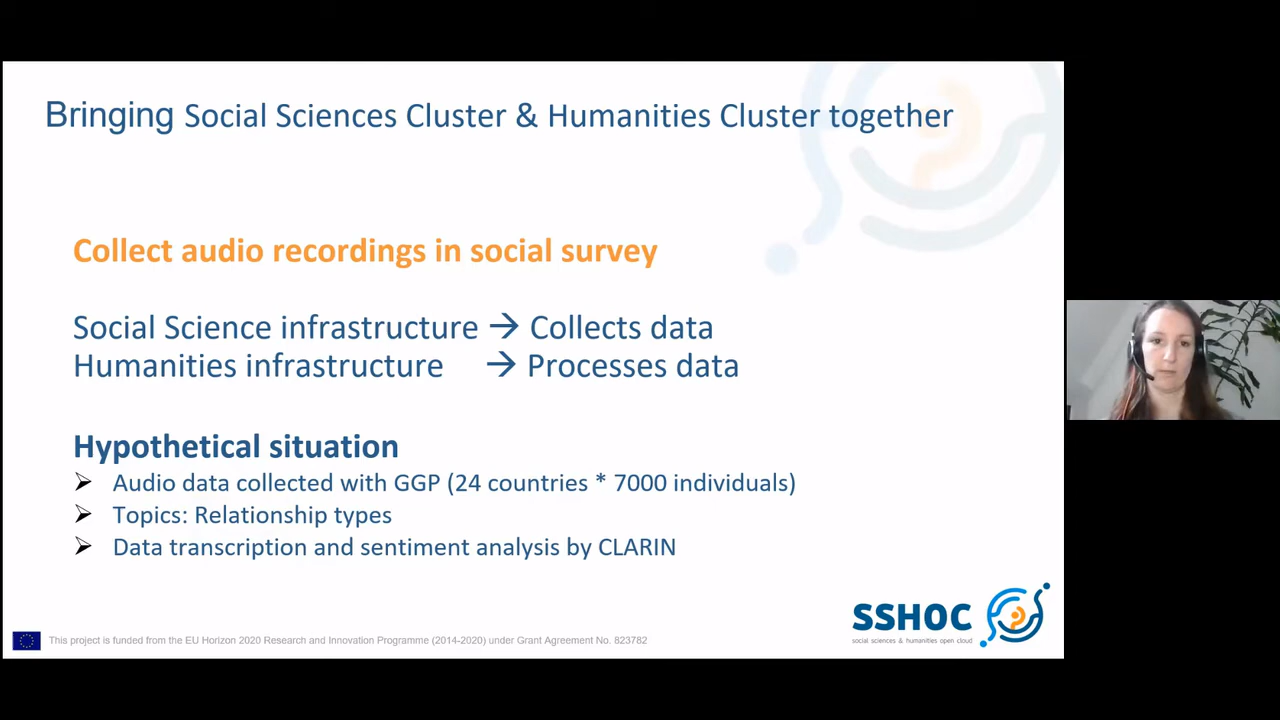 Bringing Social Sciences Cluster & Humanities Cluster together
Collect audio recordings in social survey
Social Science infrastructure → Collects data
Humanities infrastructure → Processes data
Hypothetical situation
➢ Audio data collected with GGP (24 countries * 7000 individuals)
➢ Topics: Relationship types
➢ Data transcription and sentiment analysis by CLARIN
SSHOC
social sciences & humanities open cloud
This project is funded from the EU Horizon 2020 Research and Innovation Programme (2014-2020) under Grant Agreement No. 823782